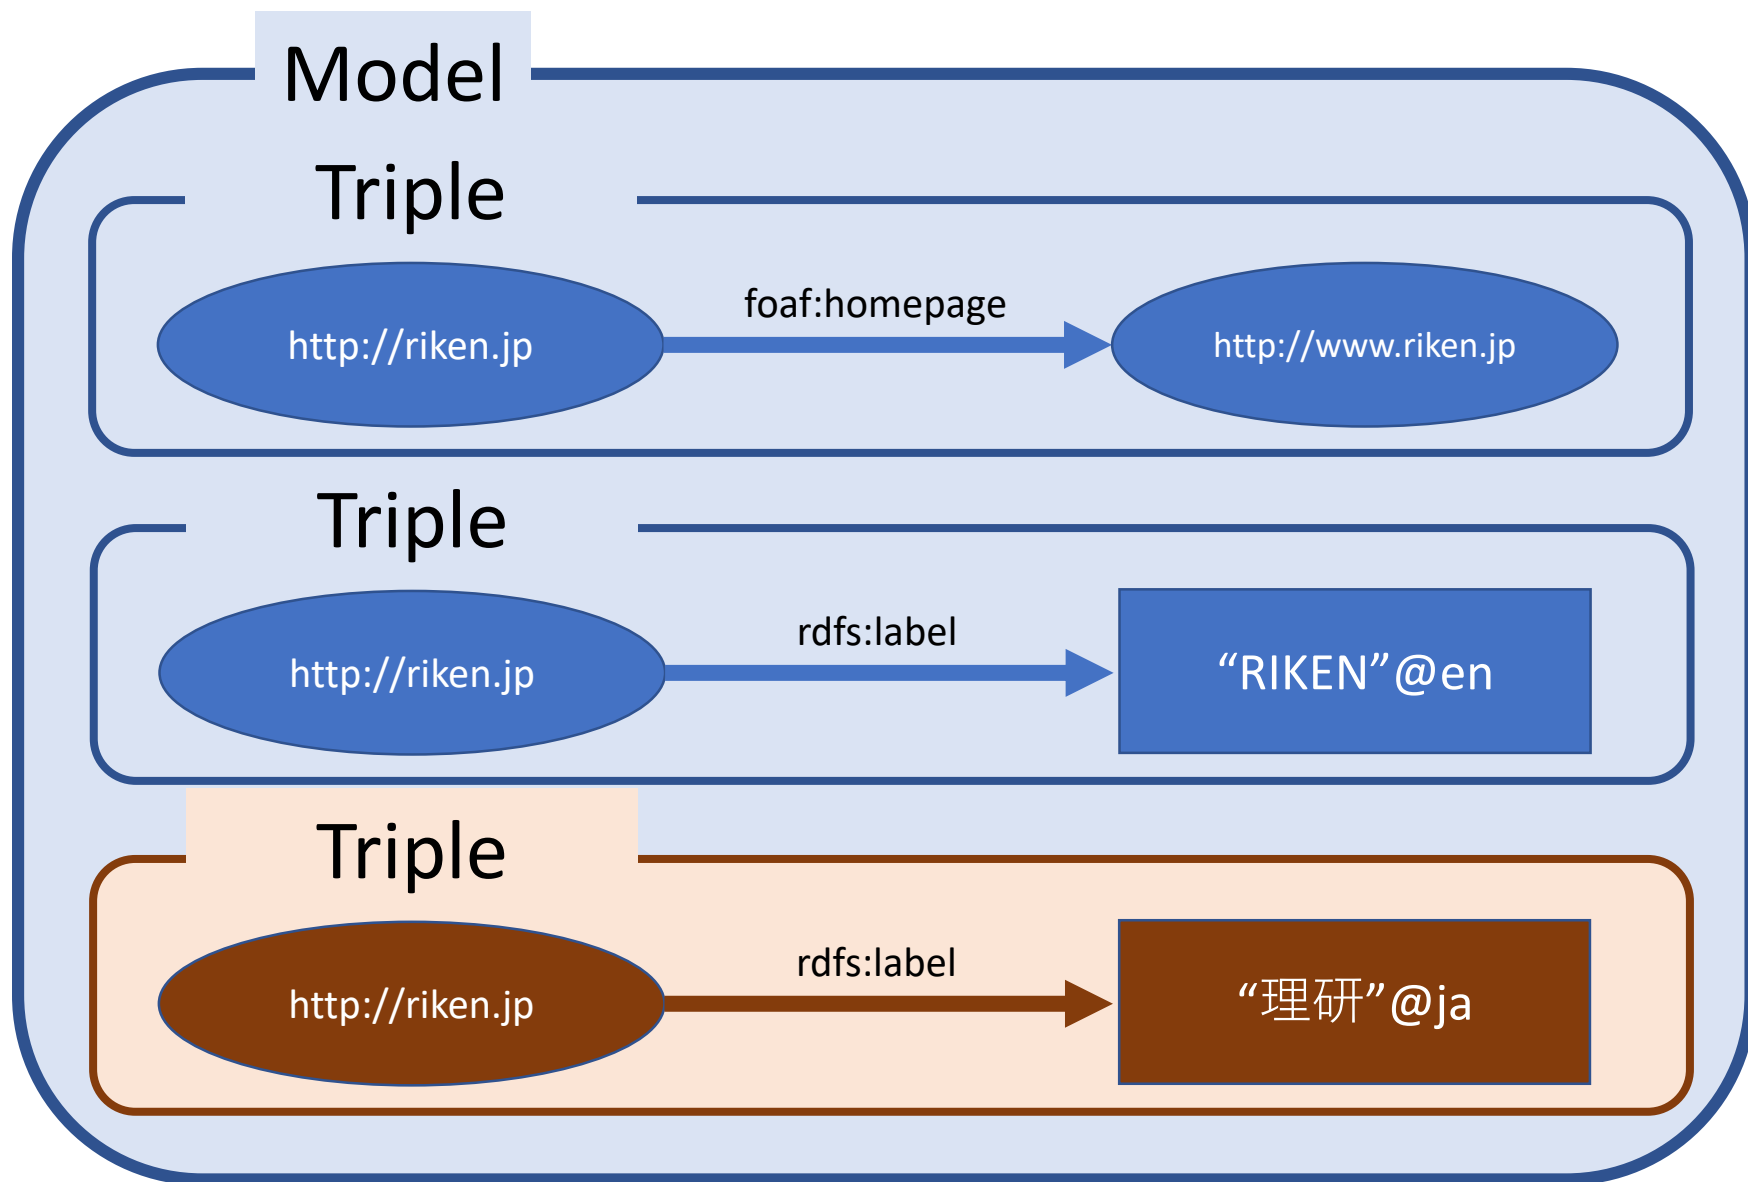 Model
Triple
foaf:homepage
http://riken.jp
http://www.riken.jp
Triple
rdfs:label
http://riken.jp
“RIKEN”@en
Triple
rdfs:label
http://riken.jp
“理研”@ja